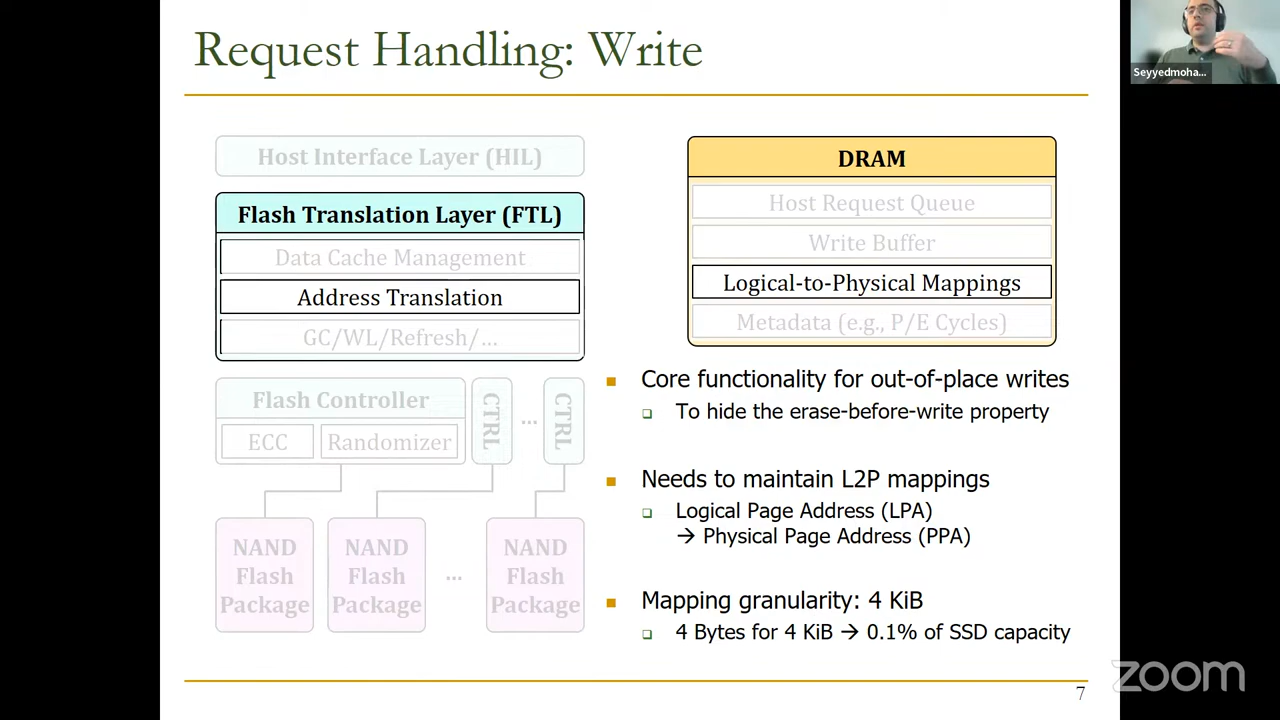 Request Handling: Write
Seyyedmoha...
Host Interface Layer (HIL)
Flash Translation Layer (FTL)
Data Cache Management
Address Translation
GC/WL/Refresh/...
Flash Controller
ECC
Randomizer
CTRL
...
CTRL
NAND
Flash
Package
NAND
Flash
Package
...
NAND
Flash
Package
DRAM
Host Request Queue
Write Buffer
Logical-to-Physical Mappings
Metadata (e.g., P/E Cycles)
Core functionality for out-of-place writes
To hide the erase-before-write property
Needs to maintain L2P mappings
Logical Page Address (LPA)
→ Physical Page Address (PPA)
Mapping granularity: 4 KiB
4 Bytes for 4 KiB → 0.1% of SSD capacity
7
zoom